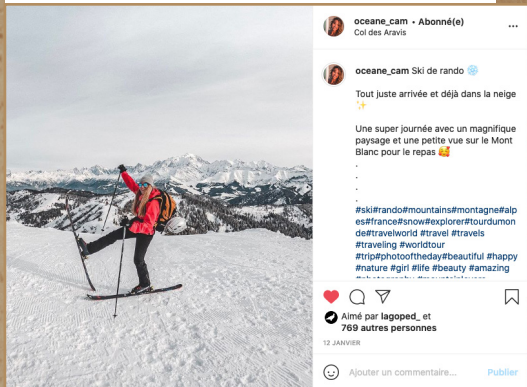 oceane_cam • Abonné(e)
Col des Aravis
oceane_cam Ski de rando
Tout juste arrivée et déjà dans la neige
Une super journée avec un magnifique
paysage et une petite vue sur le Mont
Blanc pour le repas
.
.
.
.
#ski#rando#mountains#montagne#alp
es#france#snow#explorer#tourdumon
de#travelworld #travel #travels
#traveling #worldtour
#trip#photooftheday#beautiful #happy
#nature #girl #life #beauty #amazing
#photography #mountainlovers
Aimé par lagoped_ et
769 autres personnes
12 JANVIER
Ajouter un commentaire... Publier